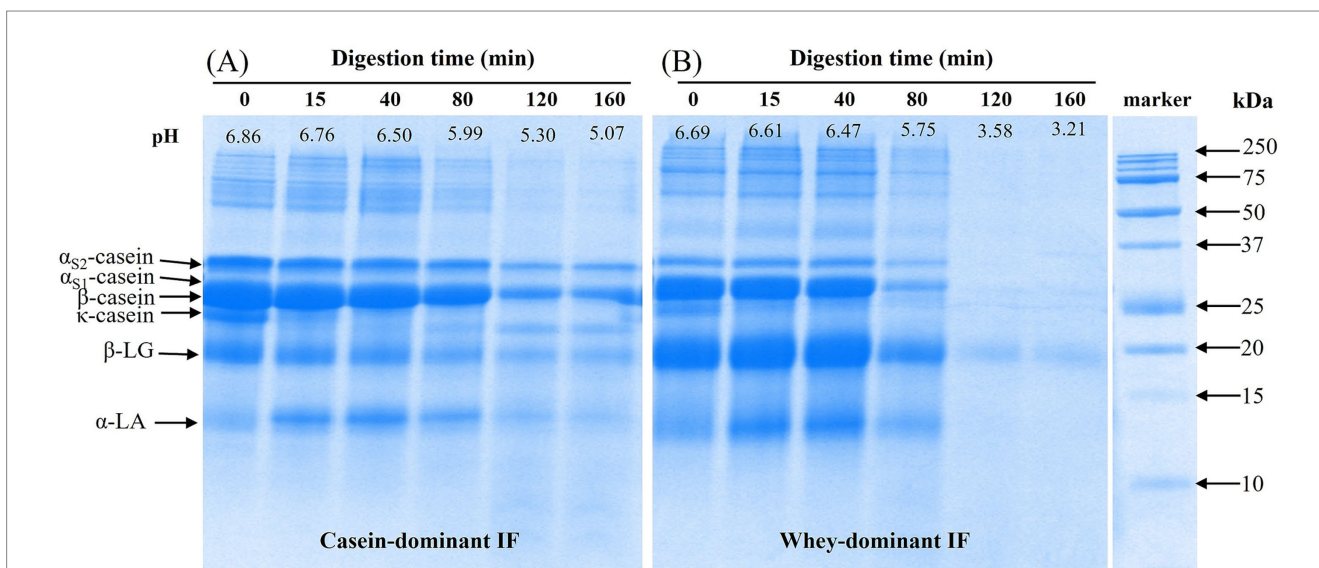 (A) Digestion time (min)
0 15 40 80 120 160
pH 6.86 6.76 6.50 5.99 5.30 5.07
(B) Digestion time (min)
0 15 40 80 120 160
6.69 6.61 6.47 5.75 3.58 3.21
marker kDa
250
75
50
37
25
20
15
10
αS2-casein
αS1-casein
β-casein
κ-casein
β-LG
α-LA
Casein-dominant IF
Whey-dominant IF